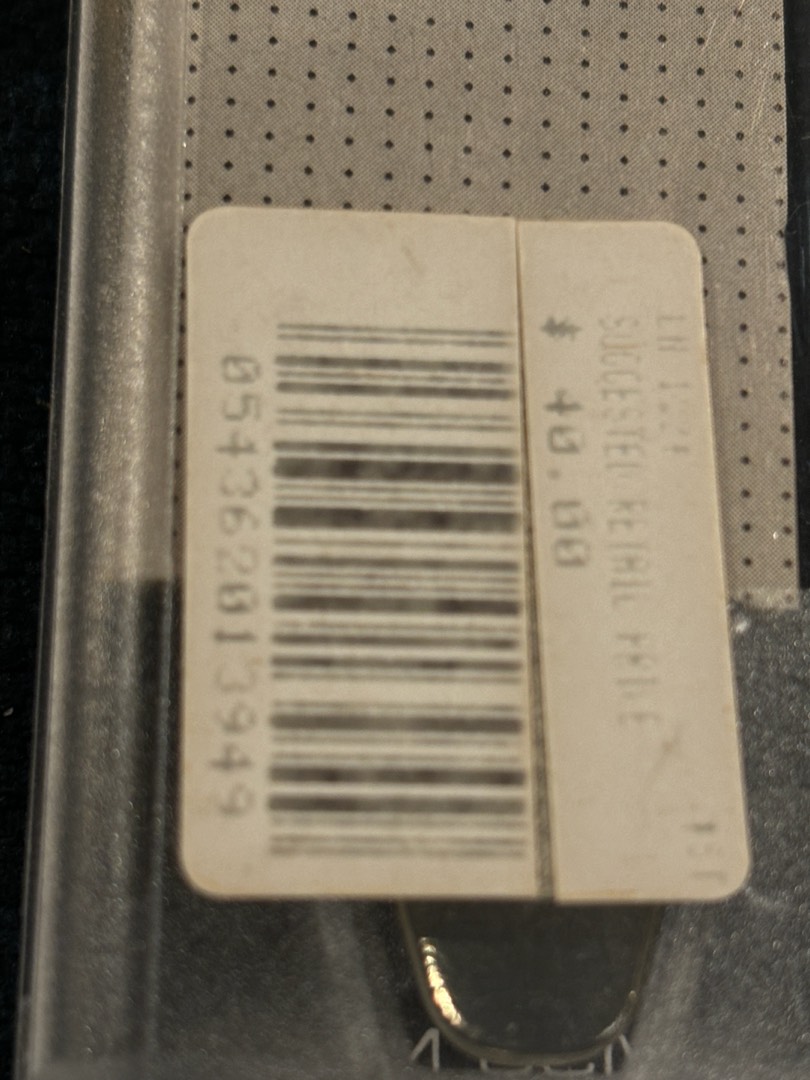 SUGGESTED RETAIL PRICE
$ 40.00
054362013949